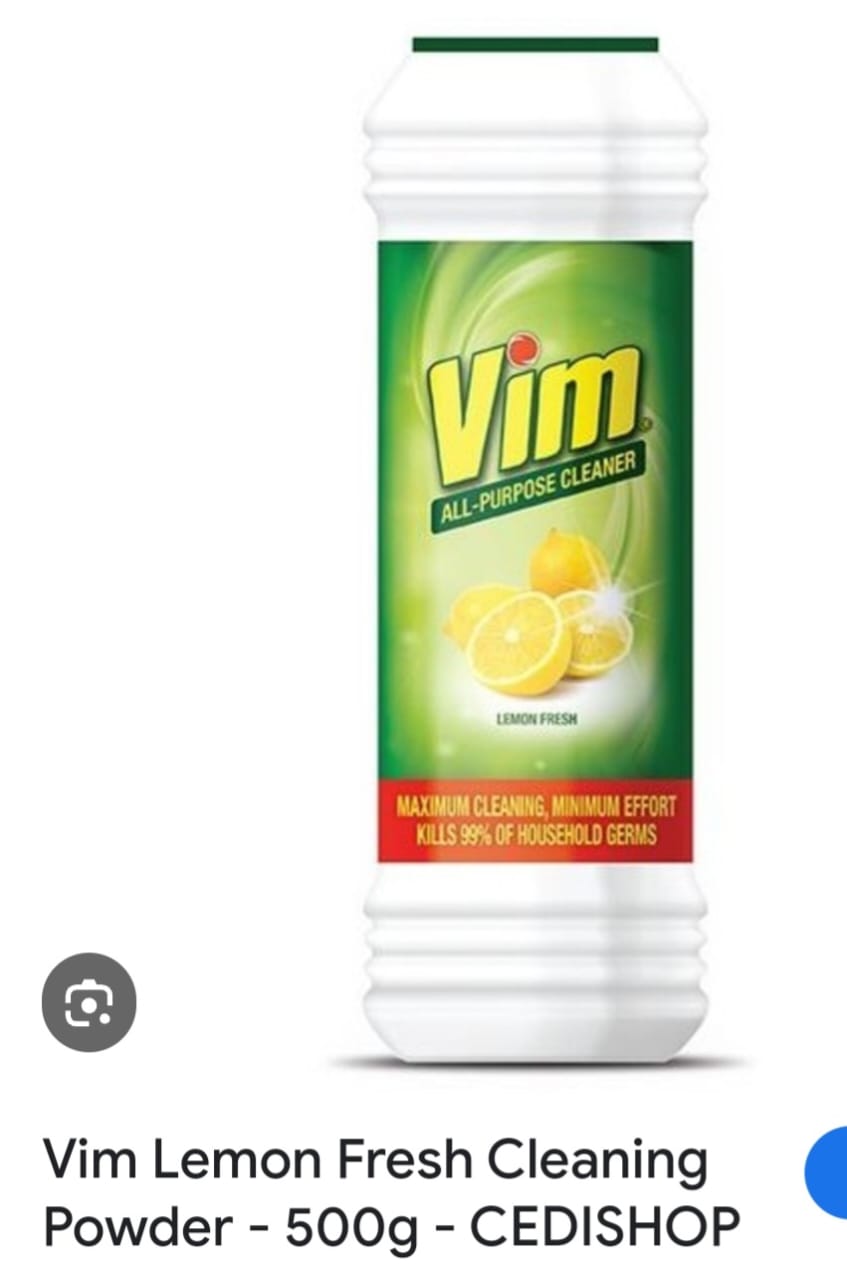 Vim
ALL-PURPOSE CLEANER
LEMON FRESH
MAXIMUM CLEANING, MINIMUM EFFORT
KILLS 99% OF HOUSEHOLD GERMS
Vim Lemon Fresh Cleaning
Powder - 500g - CEDISHOP